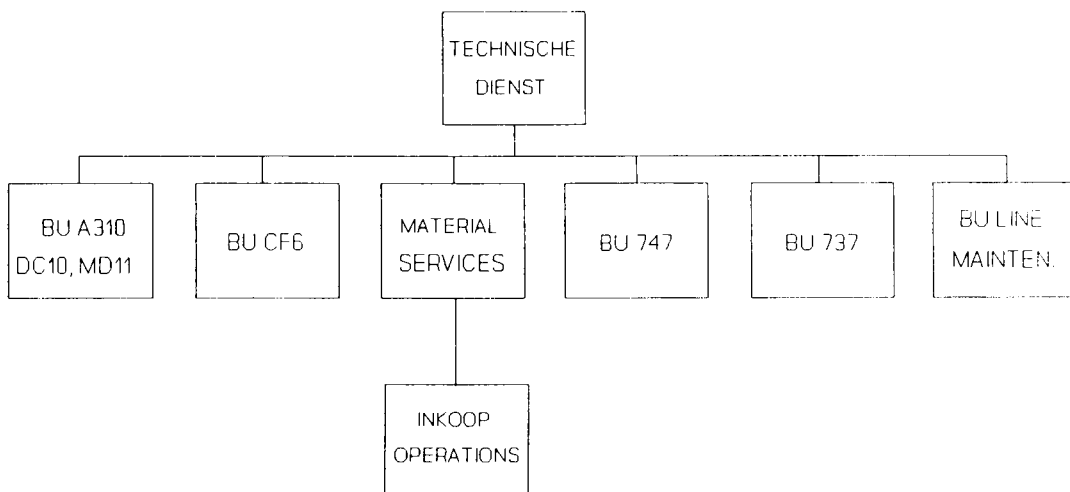 TECHNISCHE
DIENST
BU A310
DC10, MD11
BU CF6
MATERIAL
SERVICES
BU 747
BU 737
BU LINE
MAINTEN.
INKOOP
OPERATIONS